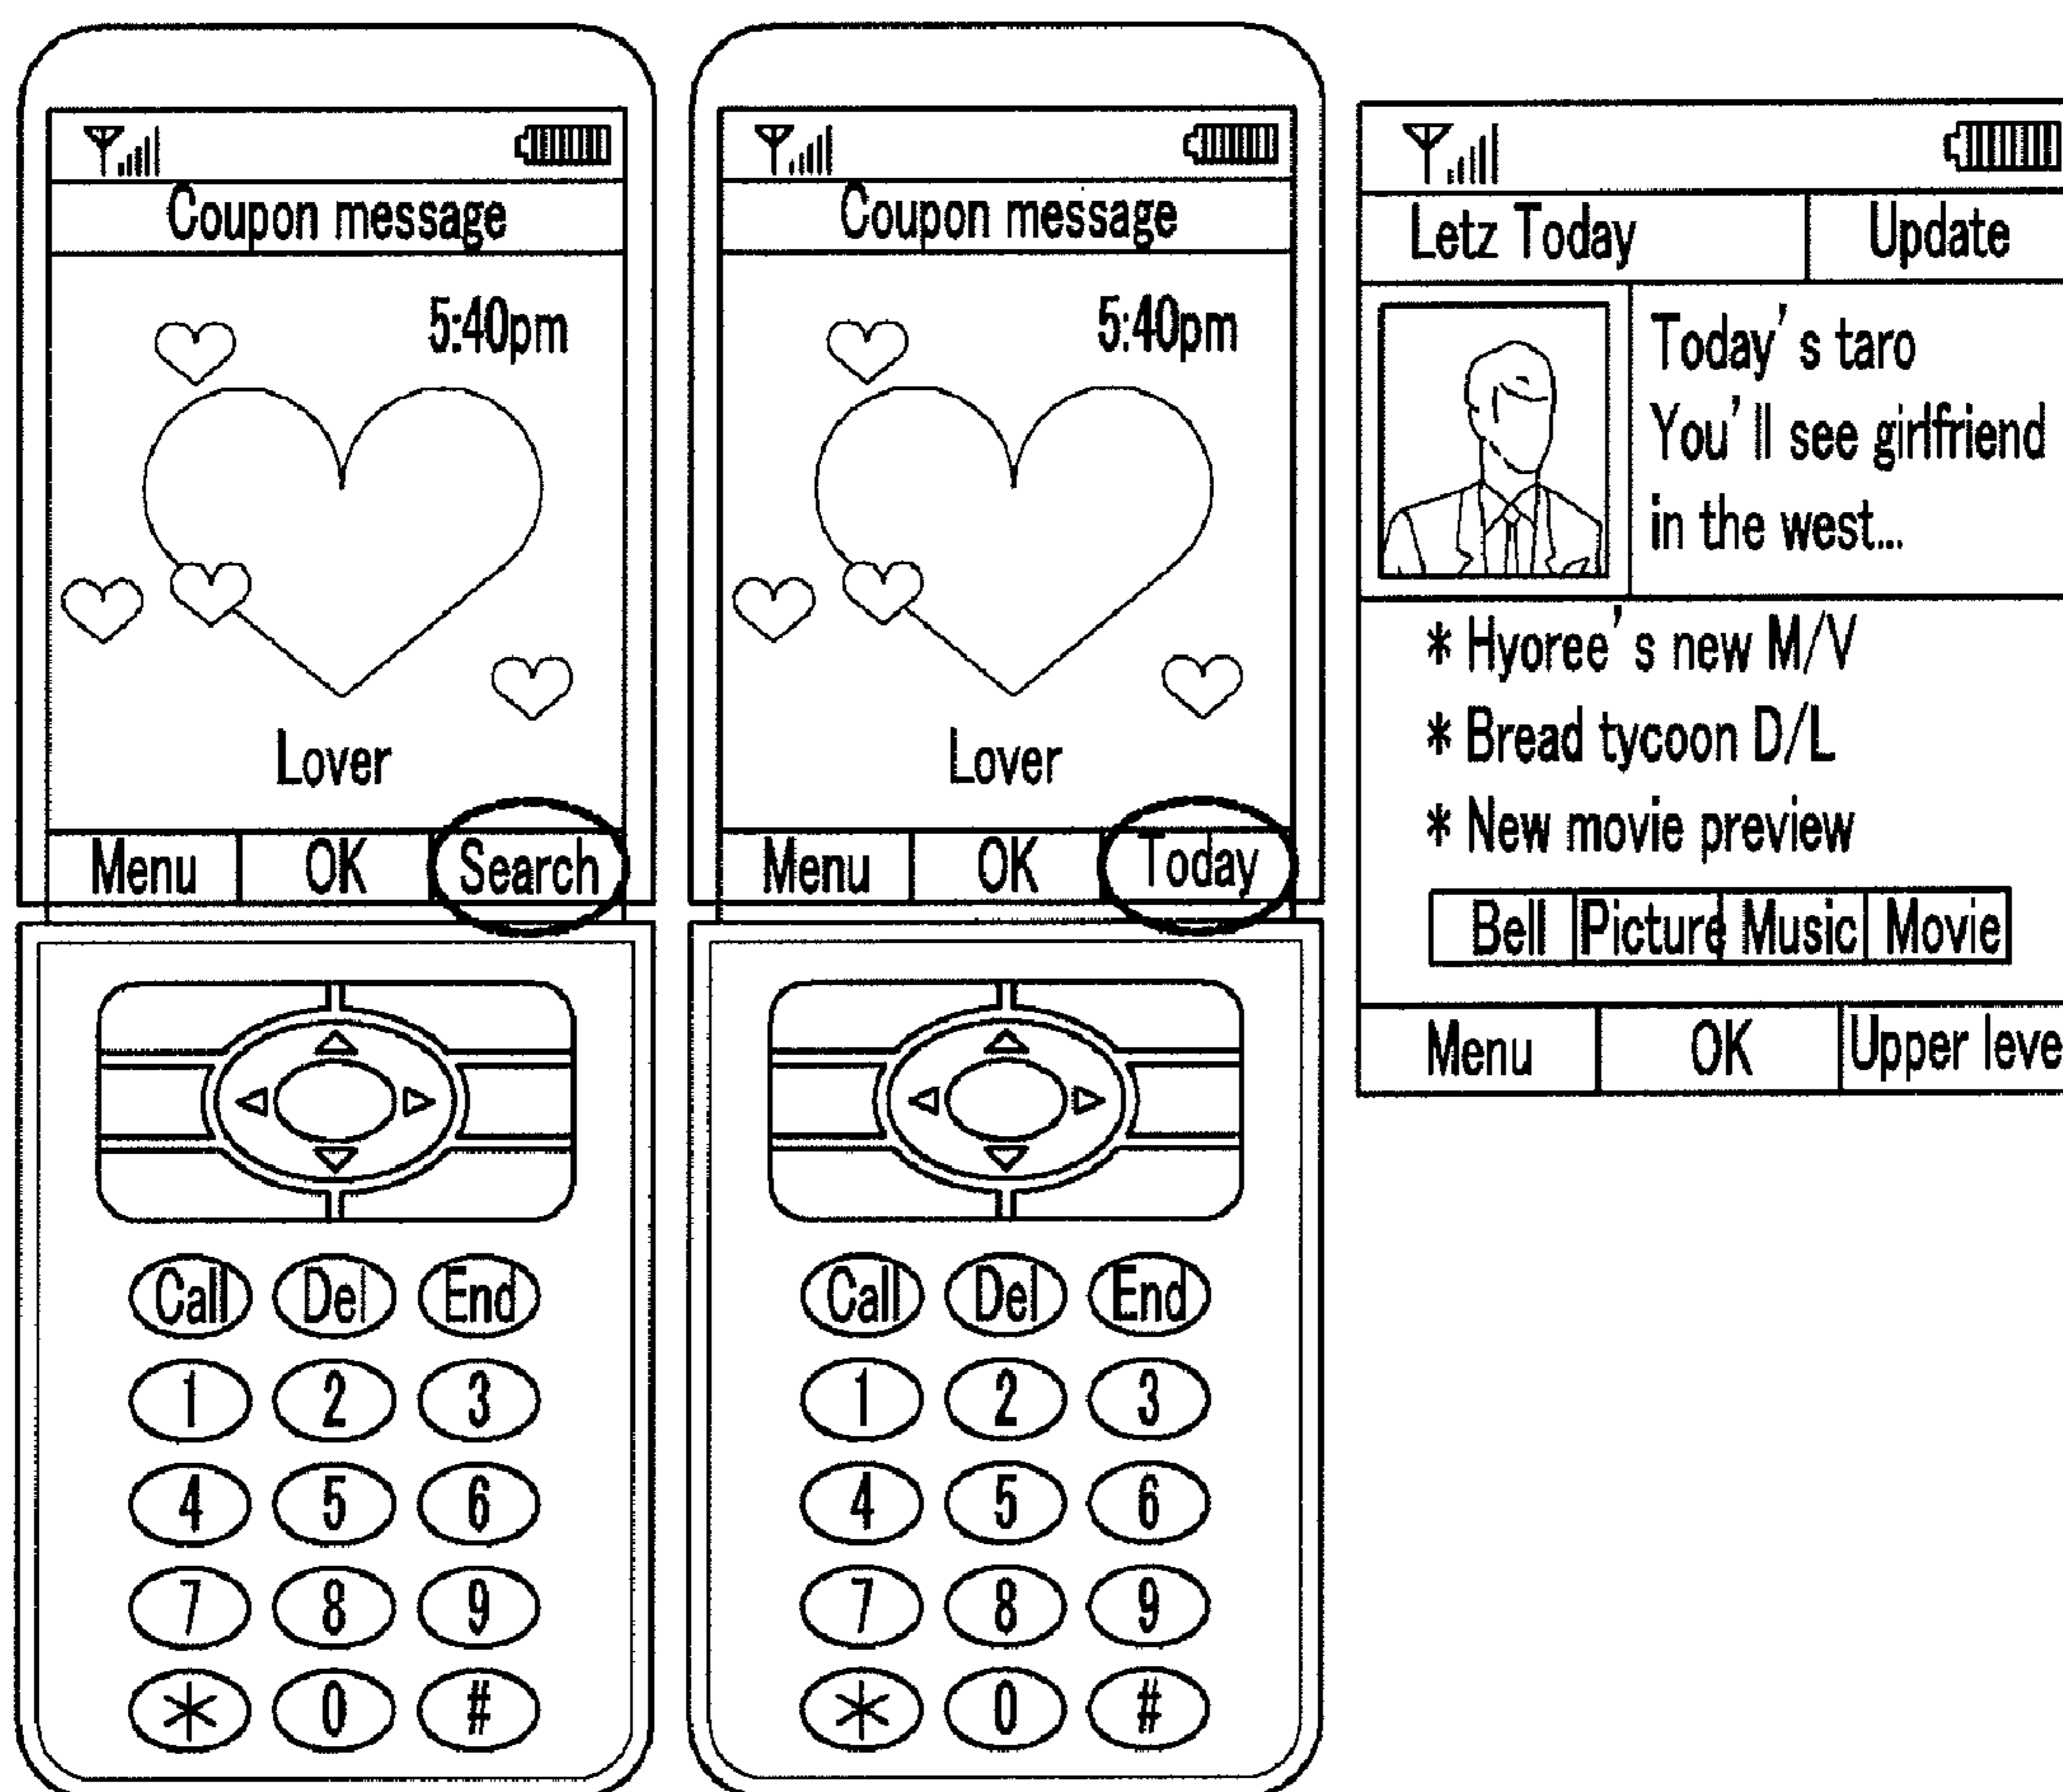 Coupon message
5:40pm
Lover
Menu OK Search
Call Del End
1 2 3
4 5 6
7 8 9
* 0 #
Coupon message
5:40pm
Lover
Menu OK Today
Call Del End
1 2 3
4 5 6
7 8 9
* 0 #
Letz Today Update
Today's taro
You'll see girlfriend
in the west...
* Hyoree's new M/V
* Bread tycoon D/L
* New movie preview
Bell Picture Music Movie
Menu OK Upper leve